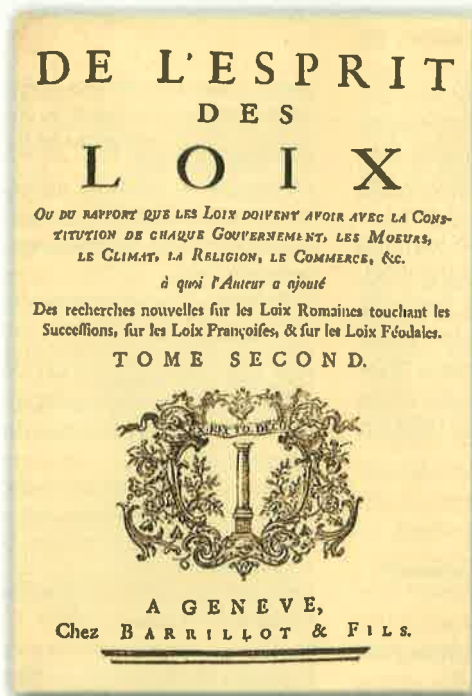 DE L'ESPRIT
DES
LOIX
OU DU RAPPORT QUE LES LOIX DOIVENT AVOIR AVEC LA CONS-
TITUTION DE CHAQUE GOUVERNEMENT, LES MOEURS,
LE CLIMAT, LA RELIGION, LE COMMERCE, &c.
à quoi l'Auteur a ajouté
Des recherches nouvelles ſur les Loix Romaines touchant les
Succeſſions, ſur les Loix Françoiſes, & ſur les Loix Féodales.
TOME SECOND.
A GENEVE,
Chez BARRILLOT & FILS.